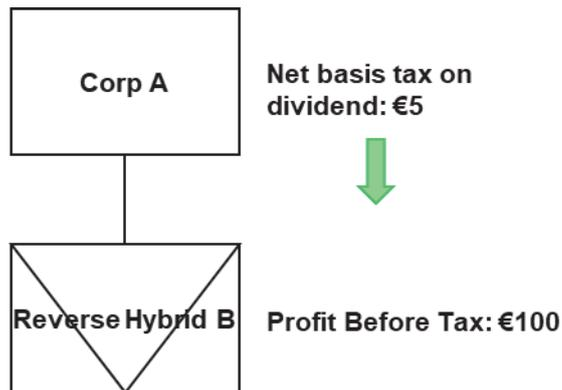 Corp A
Net basis tax on
dividend: €5
Reverse Hybrid B
Profit Before Tax: €100